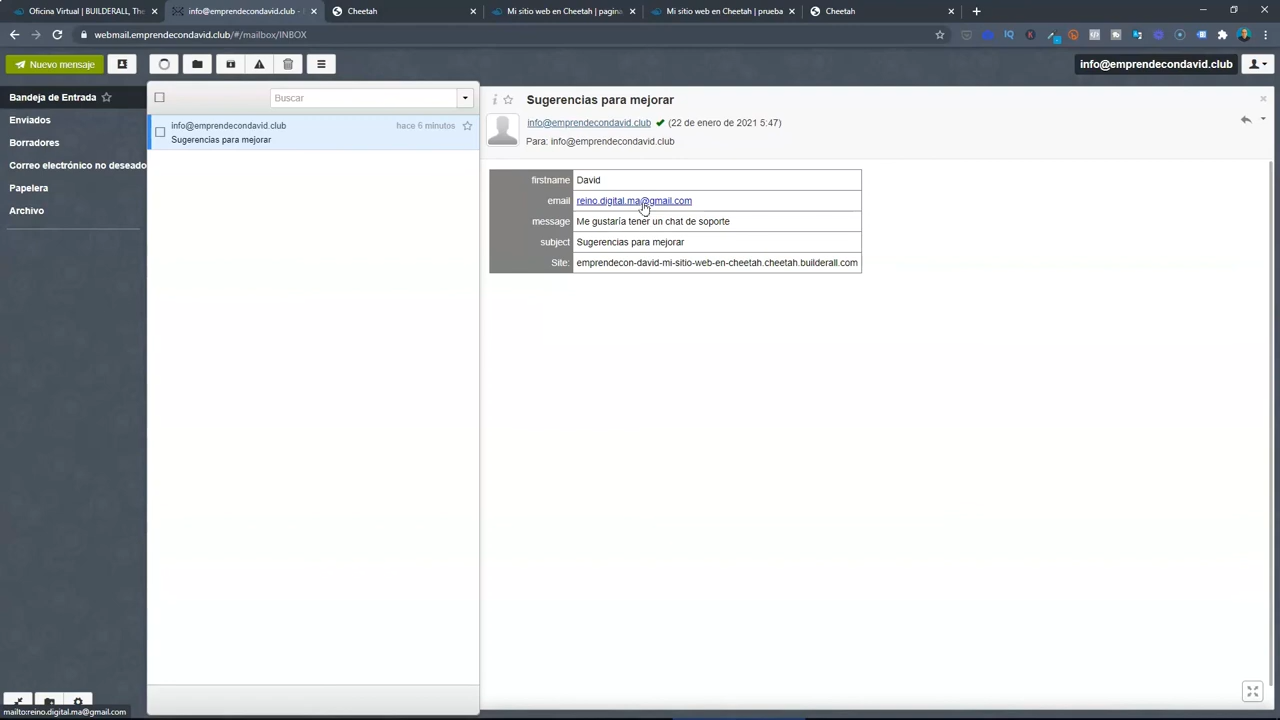 Oficina Virtual | BUILDERALL, The
info@emprendecondavid.club -
Cheetah
Mi sitio web en Cheetah | pagina
Mi sitio web en Cheetah | prueba
Cheetah
webmail.emprendecondavid.club/#/mailbox/INBOX
Nuevo mensaje
info@emprendecondavid.club
Bandeja de Entrada
Enviados
Borradores
Correo electrónico no deseado
Papelera
Archivo
Buscar
info@emprendecondavid.club
hace 6 minutos
Sugerencias para mejorar
Sugerencias para mejorar
info@emprendecondavid.club (22 de enero de 2021 5:47)
Para: info@emprendecondavid.club
firstname David
email reino.digital.ma@gmail.com
message Me gustaría tener un chat de soporte
subject Sugerencias para mejorar
Site: emprendecon-david-mi-sitio-web-en-cheetah.cheetah.builderall.com
mailto:reino.digital.ma@gmail.com